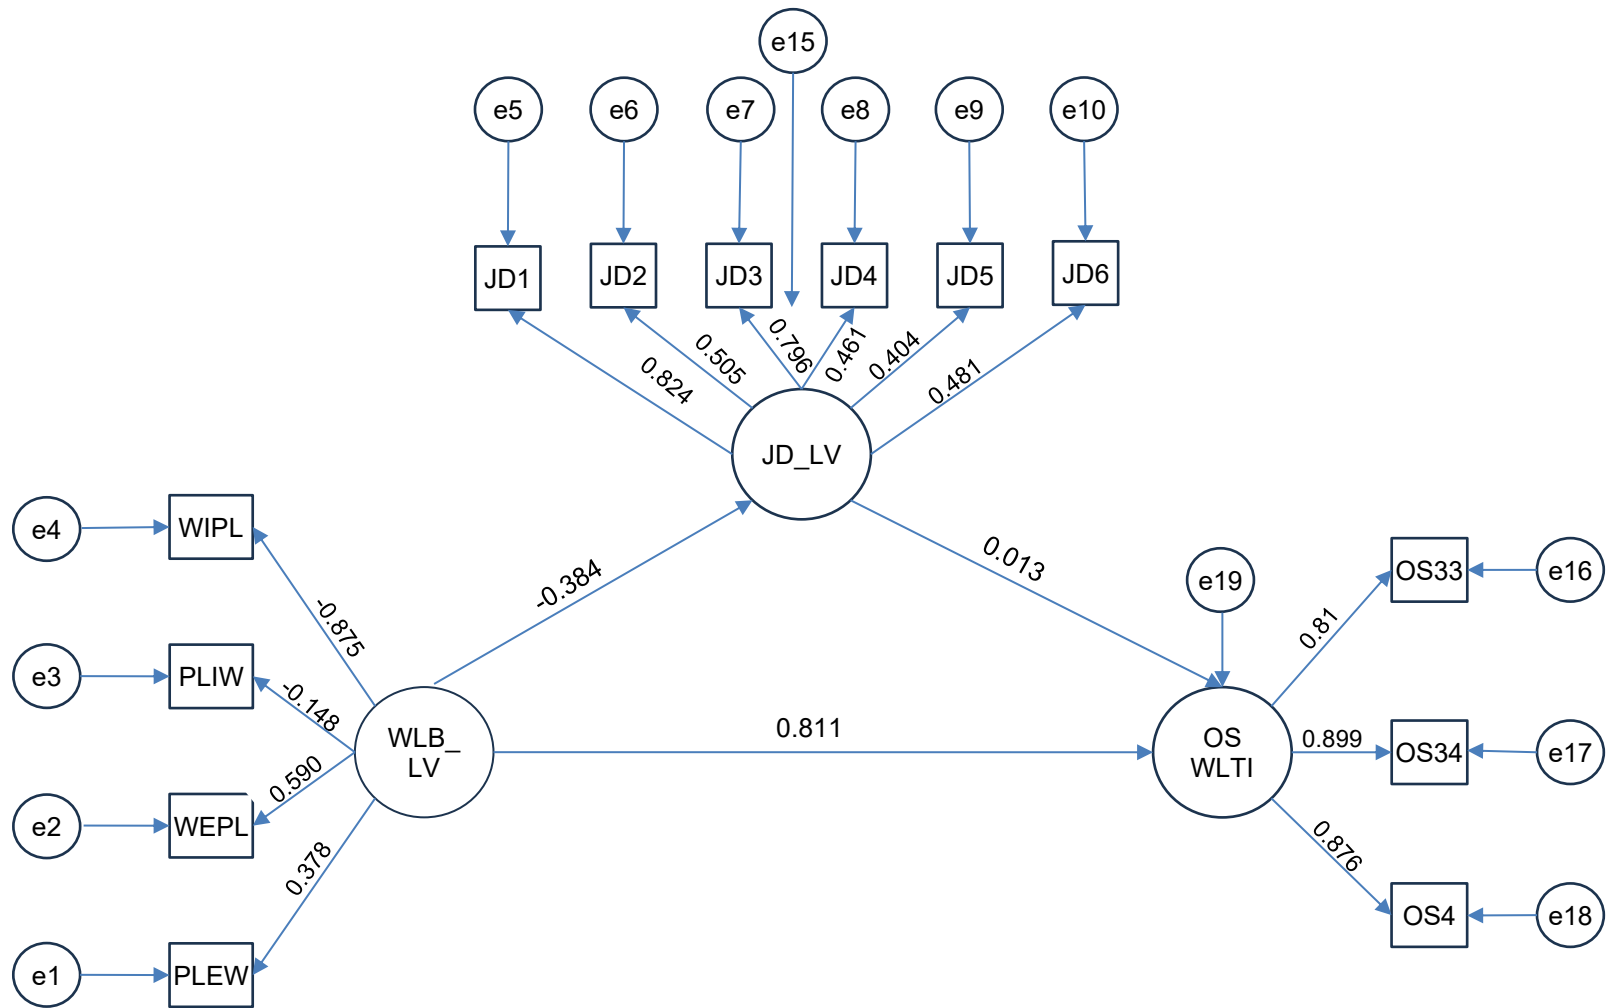 e15
e5
e6
e7
e8
e9
e10
JD1
JD2
JD3
JD4
JD5
JD6
0.824
0.505
0.796
0.461
0.404
0.481
JD_LV
e4
WIPL
-0.875
e3
PLIW
-0.148
e2
WEPL
0.590
e1
PLEW
0.378
WLB_
LV
-0.384
0.013
0.811
e19
OS
WLTI
0.81
OS33
e16
0.899
OS34
e17
0.876
OS4
e18